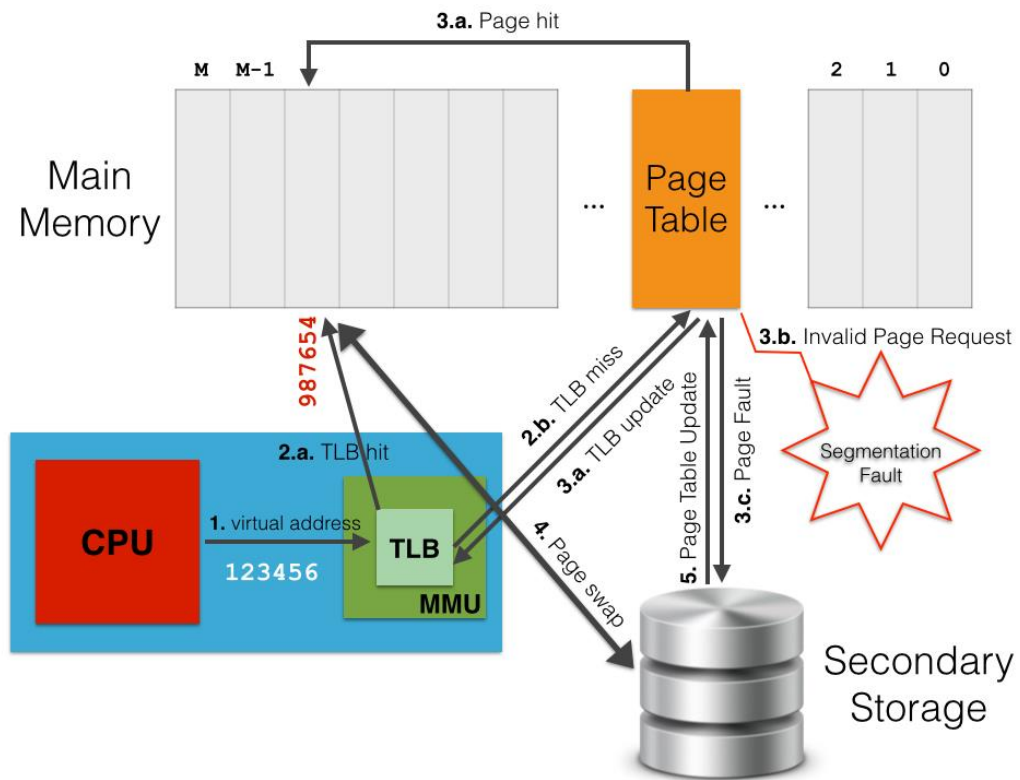 3.a. Page hit
M M-1
2 1 0
Main
Memory
...
Page
Table
...
987654
3.b. Invalid Page Request
Segmentation
Fault
2.b. TLB miss
3.a. TLB update
5. Page Table Update
3.c. Page Fault
2.a. TLB hit
1. virtual address
CPU
TLB
123456
MMU
4. Page swap
Secondary
Storage